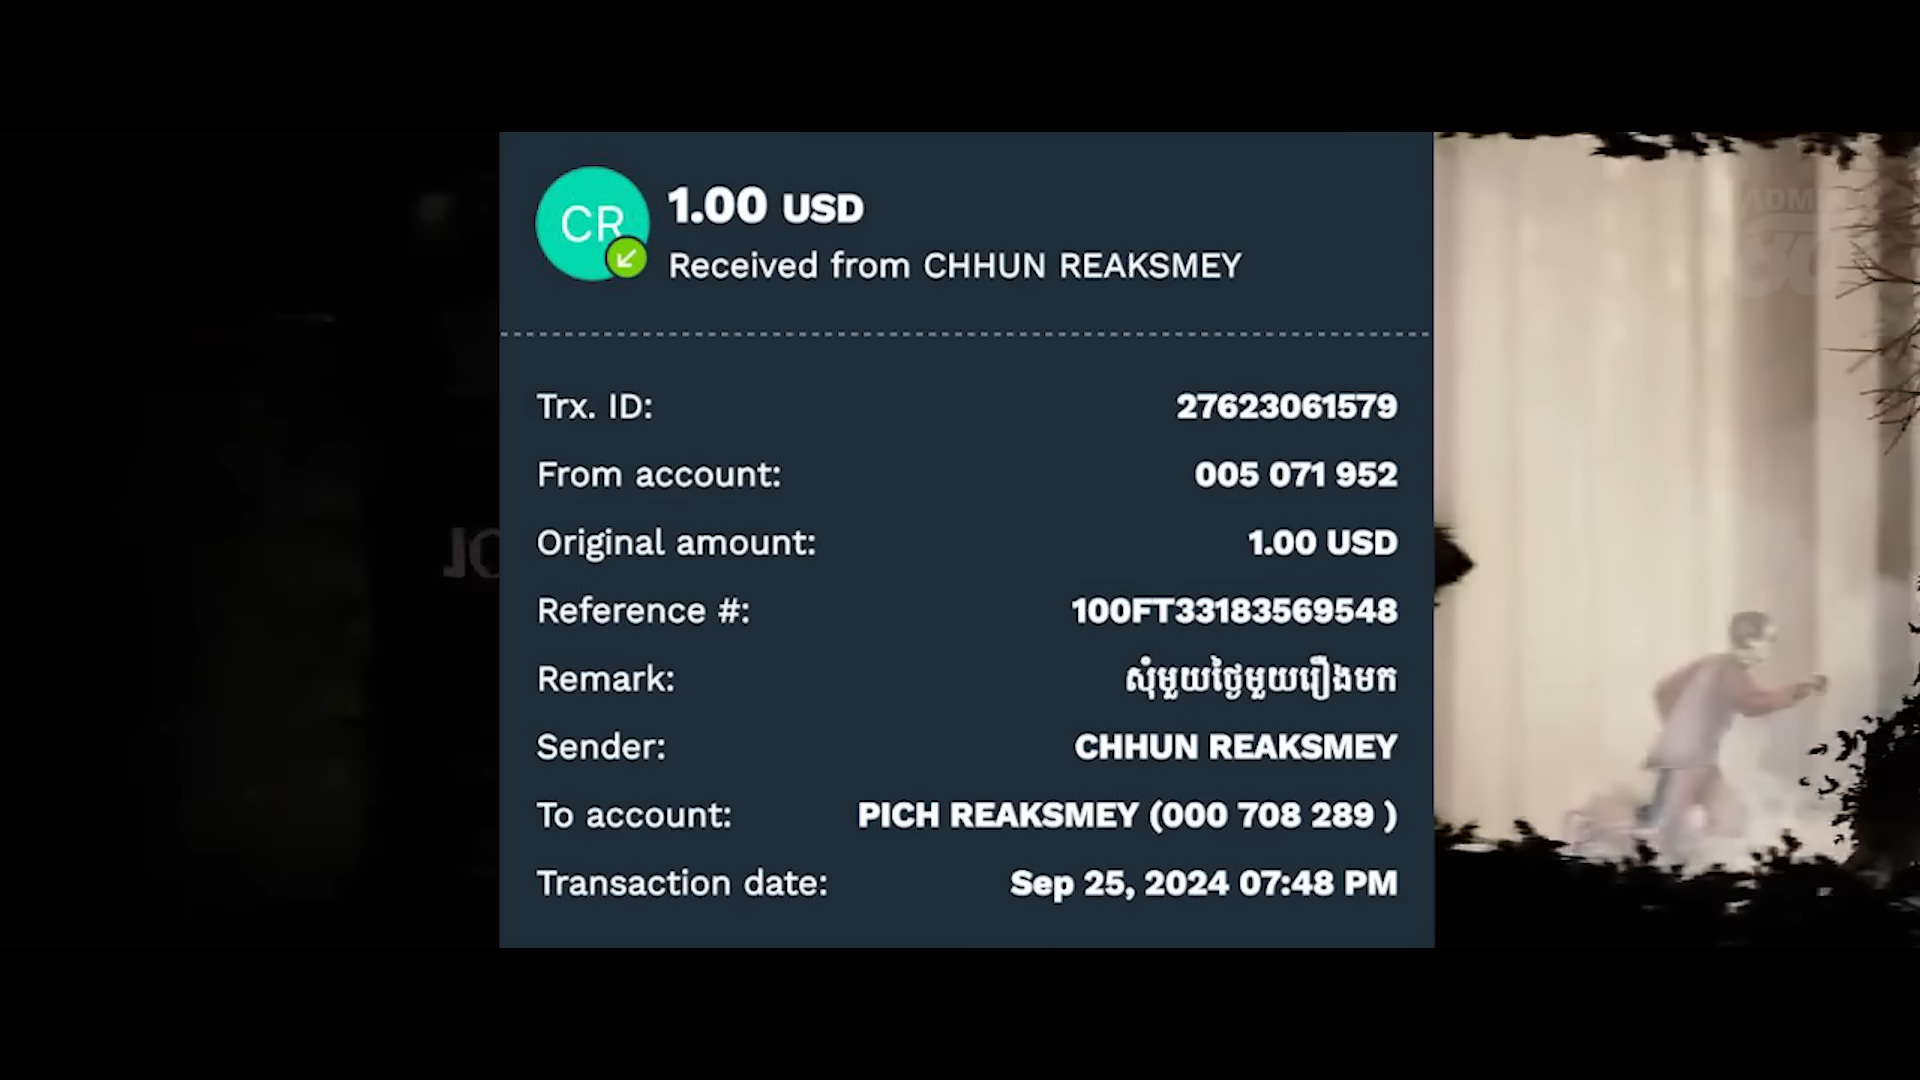 CR
1.00 USD
Received from CHHUN REAKSMEY
Trx. ID: 27623061579
From account: 005 071 952
Original amount: 1.00 USD
Reference #: 100FT33183569548
Remark: សុំមួយថ្ងៃមួយរឿងមក
Sender: CHHUN REAKSMEY
To account: PICH REAKSMEY (000 708 289 )
Transaction date: Sep 25, 2024 07:48 PM